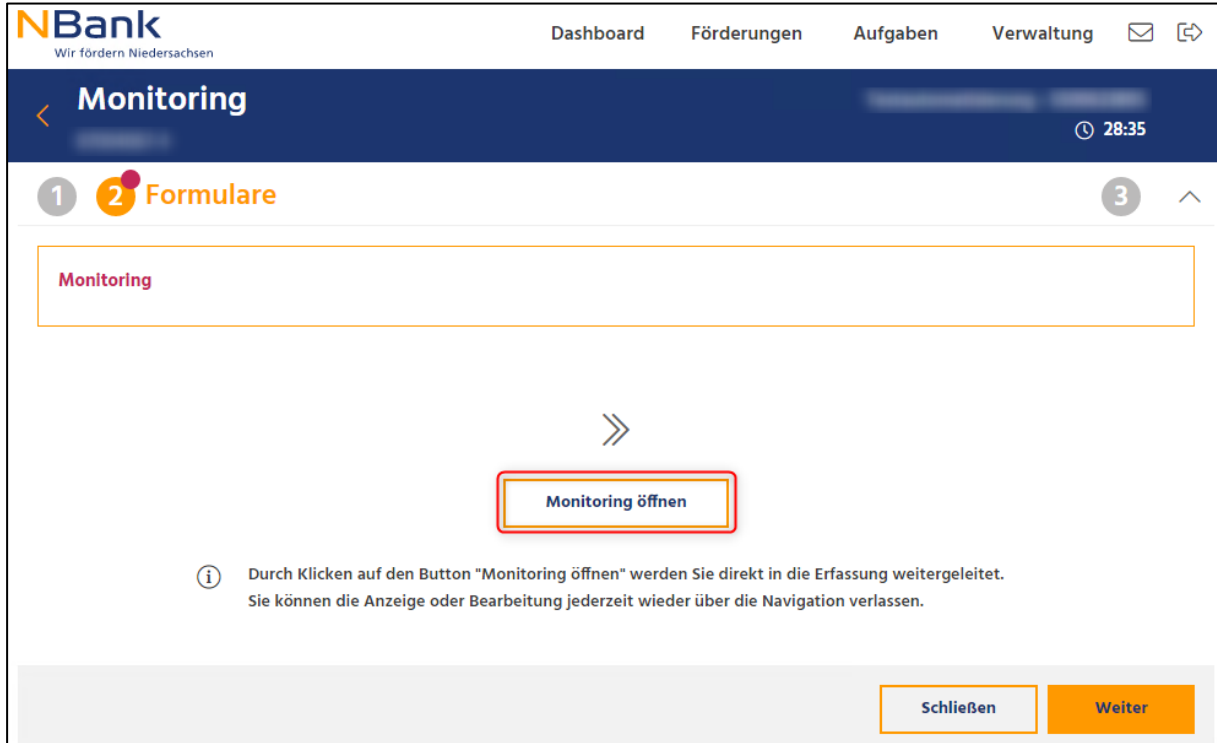 NBank
Wir fördern Niedersachsen
Dashboard Förderungen Aufgaben Verwaltung
Monitoring
28:35
1 2 Formulare 3
Monitoring
Monitoring öffnen
Durch Klicken auf den Button "Monitoring öffnen" werden Sie direkt in die Erfassung weitergeleitet.
Sie können die Anzeige oder Bearbeitung jederzeit wieder über die Navigation verlassen.
Schließen Weiter